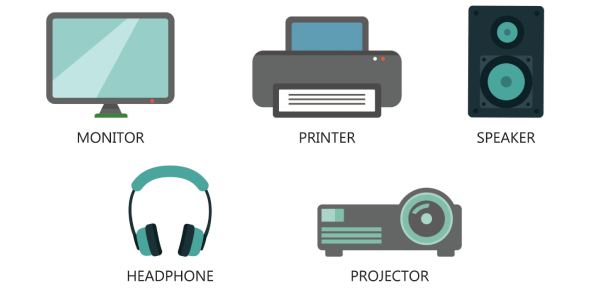 MONITOR
PRINTER
SPEAKER
HEADPHONE
PROJECTOR